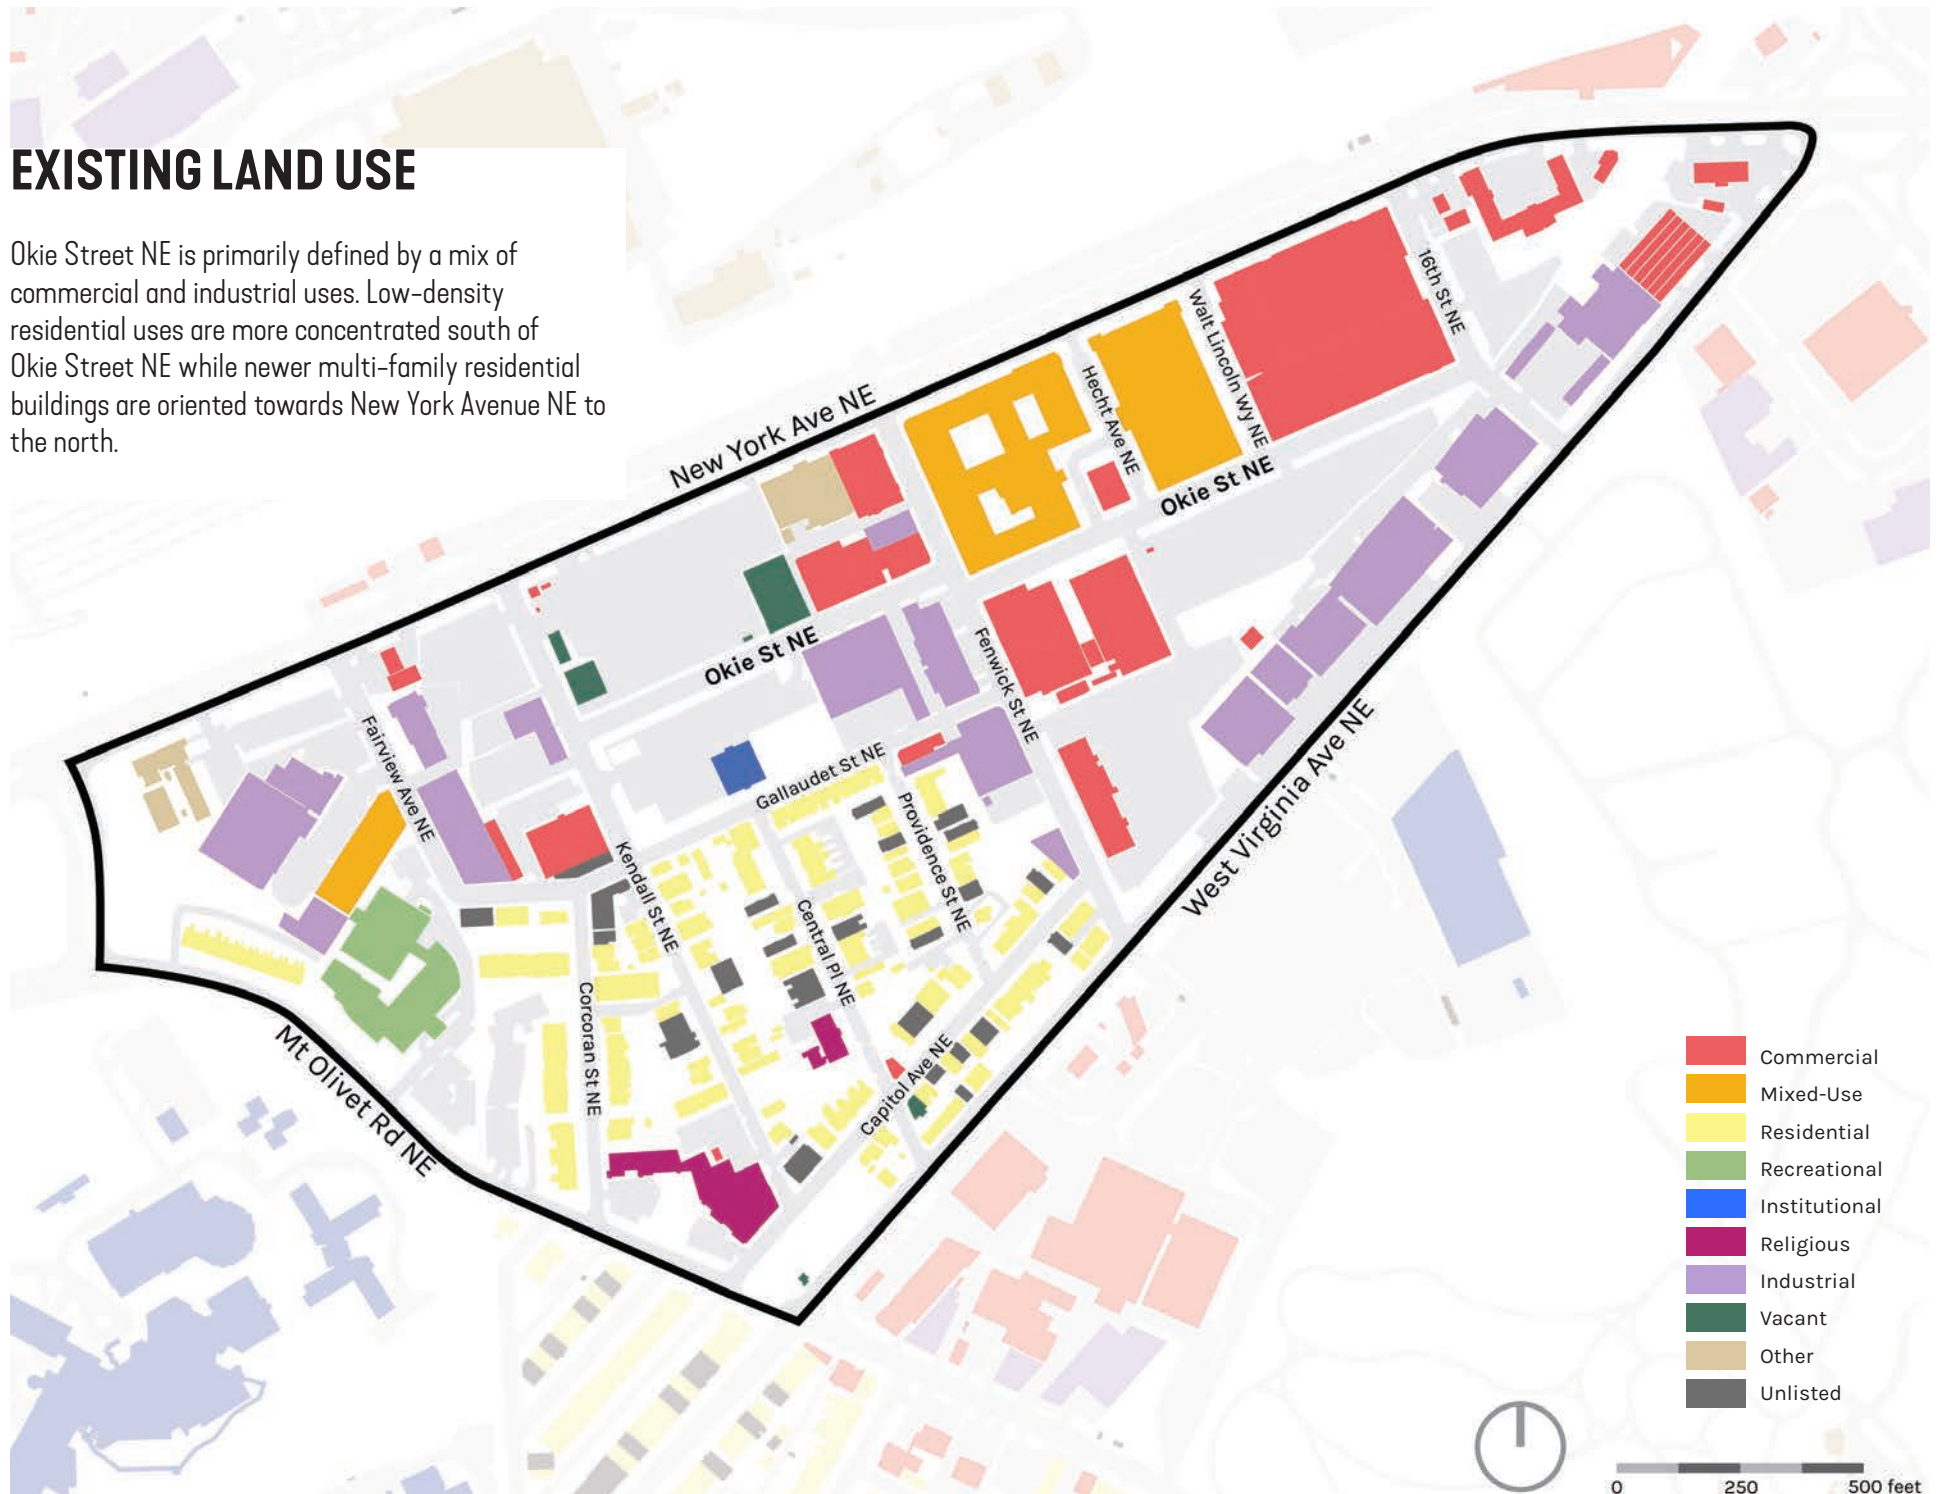 EXISTING LAND USE
Okie Street NE is primarily defined by a mix of
commercial and industrial uses. Low-density
residential uses are more concentrated south of
Okie Street NE while newer multi-family residential
buildings are oriented towards New York Avenue NE to
the north.
New York Ave NE
16th St NE
Walt Lincoln Wy NE
Hecht Ave NE
Okie St NE
Okie St NE
Fenwick St NE
Fairview Ave NE
Gallaudet St NE
West Virginia Ave NE
Providence St NE
Kendall St NE
Central Pl NE
Corcoran St NE
Capitol Ave NE
Mt Olivet Rd NE
Commercial
Mixed-Use
Residential
Recreational
Institutional
Religious
Industrial
Vacant
Other
Unlisted
0 250 500 feet